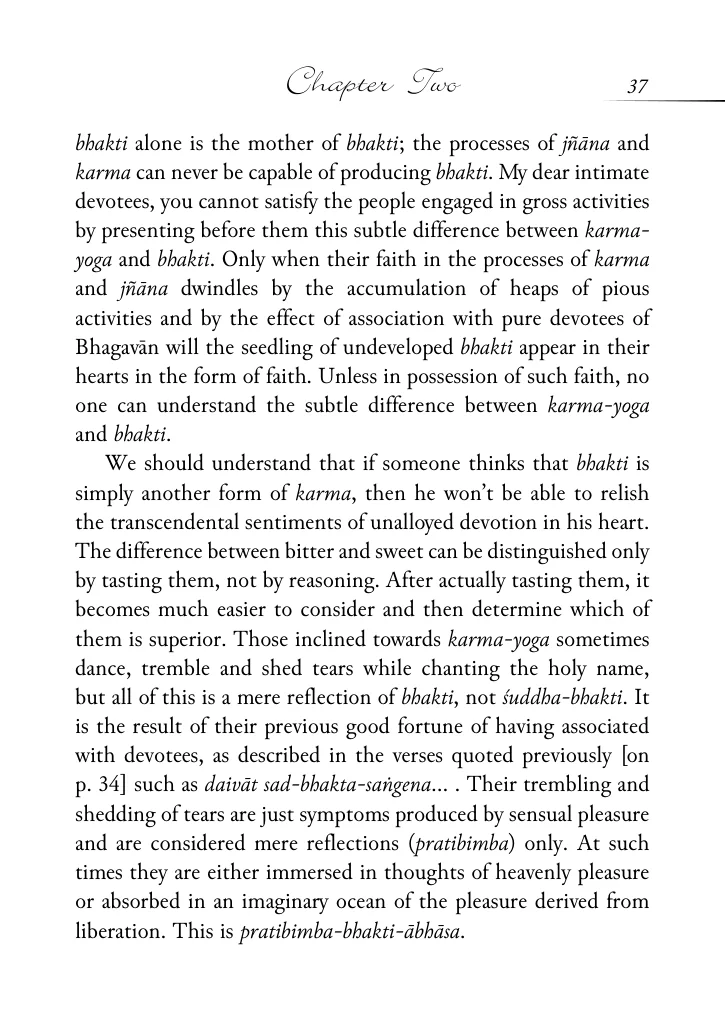 Chapter Two
37
bhakti alone is the mother of bhakti; the processes of jñāna and
karma can never be capable of producing bhakti. My dear intimate
devotees, you cannot satisfy the people engaged in gross activities
by presenting before them this subtle difference between karma-
yoga and bhakti. Only when their faith in the processes of karma
and jñāna dwindles by the accumulation of heaps of pious
activities and by the effect of association with pure devotees of
Bhagavān will the seedling of undeveloped bhakti appear in their
hearts in the form of faith. Unless in possession of such faith, no
one can understand the subtle difference between karma-yoga
and bhakti.
We should understand that if someone thinks that bhakti is
simply another form of karma, then he won't be able to relish
the transcendental sentiments of unalloyed devotion in his heart.
The difference between bitter and sweet can be distinguished only
by tasting them, not by reasoning. After actually tasting them, it
becomes much easier to consider and then determine which of
them is superior. Those inclined towards karma-yoga sometimes
dance, tremble and shed tears while chanting the holy name,
but all of this is a mere reflection of bhakti, not śuddha-bhakti. It
is the result of their previous good fortune of having associated
with devotees, as described in the verses quoted previously [on
p. 34] such as daivāt sad-bhakta-saṅgena... . Their trembling and
shedding of tears are just symptoms produced by sensual pleasure
and are considered mere reflections (pratibimba) only. At such
times they are either immersed in thoughts of heavenly pleasure
or absorbed in an imaginary ocean of the pleasure derived from
liberation. This is pratibimba-bhakti-ābhāsa.